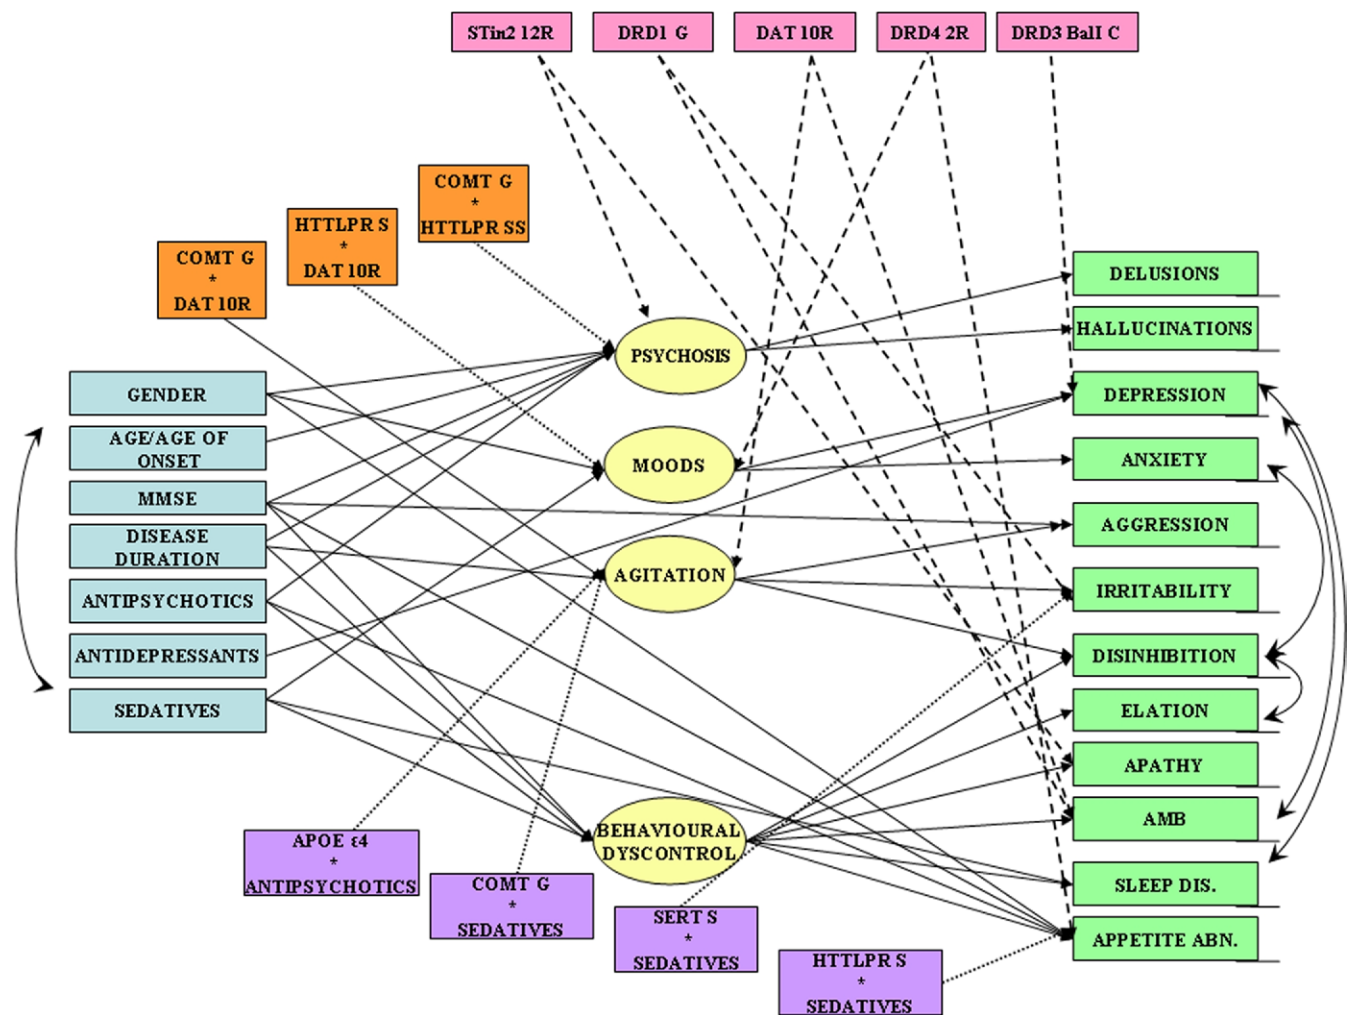 STin2 12R
DRD1 G
DAT 10R
DRD4 2R
DRD3 BalI C
COMT G
*
HTTLPR SS
HTTLPR S
*
DAT 10R
COMT G
*
DAT 10R
GENDER
AGE/AGE OF
ONSET
MMSE
DISEASE
DURATION
ANTIPSYCHOTICS
ANTIDEPRESSANTS
SEDATIVES
PSYCHOSIS
MOODS
AGITATION
BEHAVIOURAL
DYSCONTROL
DELUSIONS
HALLUCINATIONS
DEPRESSION
ANXIETY
AGGRESSION
IRRITABILITY
DISINHIBITION
ELATION
APATHY
AMB
SLEEP DIS.
APPETITE ABN.
APOE ε4
*
ANTIPSYCHOTICS
COMT G
*
SEDATIVES
SERT S
*
SEDATIVES
HTTLPR S
*
SEDATIVES